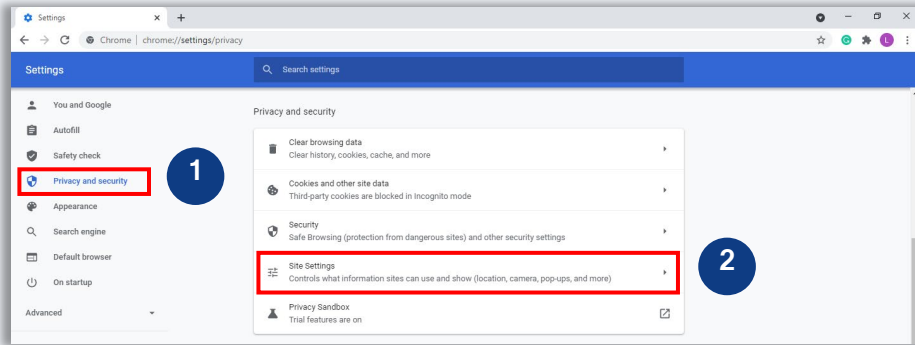 Settings
Chrome | chrome://settings/privacy
L
Settings
Search settings
You and Google
Autofill
Safety check
Privacy and security
Appearance
Search engine
Default browser
On startup
Advanced
1
Privacy and security
Clear browsing data
Clear history, cookies, cache, and more
Cookies and other site data
Third-party cookies are blocked in Incognito mode
Security
Safe Browsing (protection from dangerous sites) and other security settings
Site Settings
Controls what information sites can use and show (location, camera, pop-ups, and more)
2
Privacy Sandbox
Trial features are on